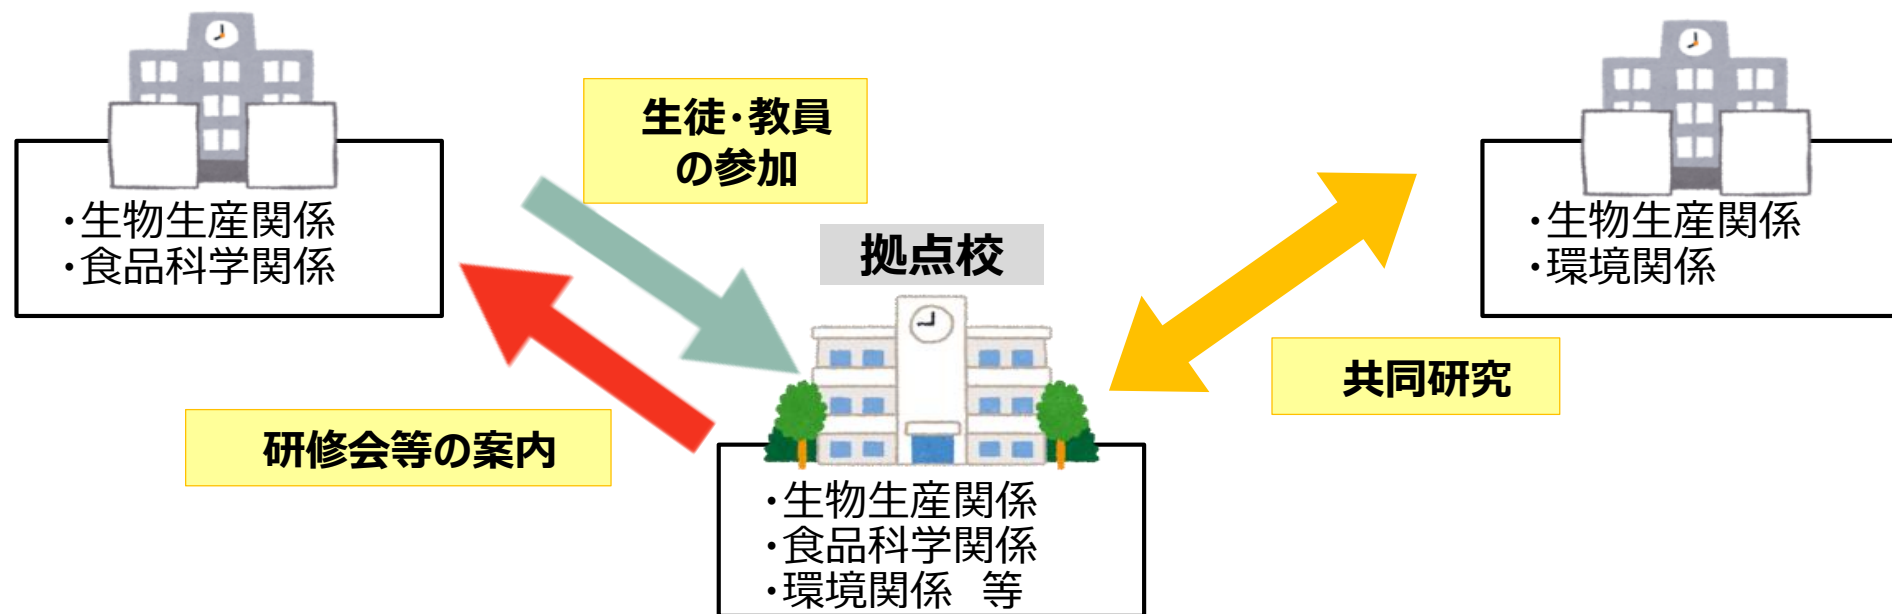 生徒・教員
の参加
・生物生産関係
・食品科学関係
拠点校
・生物生産関係
・環境関係
共同研究
研修会等の案内
・生物生産関係
・食品科学関係
・環境関係 等